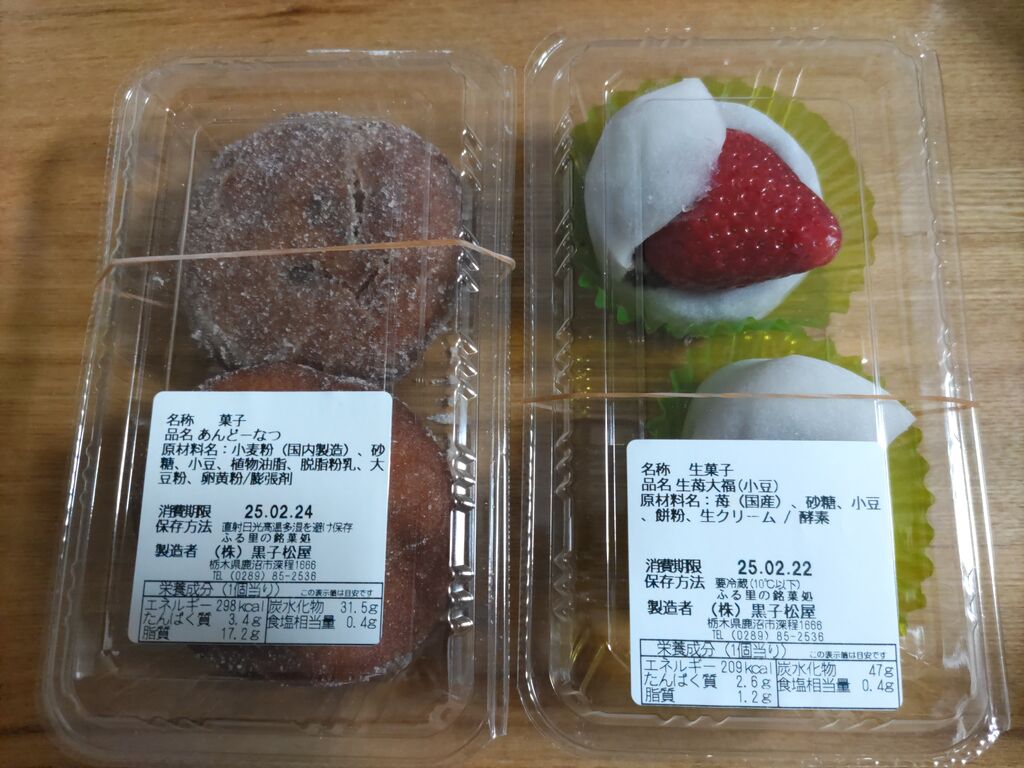 名称 菓子
品名 あんどーなつ
原材料名:小麦粉(国内製造)、砂
糖、小豆、植物油脂、脱脂粉乳、大
豆粉、卵黄粉/膨張剤
消費期限 25.02.24
保存方法 直射日光高温多湿を避け保存
ふる里の銘菓処
製造者 (株)黒子松屋
栃木県鹿沼市深程1666
TEL (0289) 85-2536
栄養成分 (1個当り) この表示値は目安です
エネルギー 298kcal 炭水化物 31.5g
たんぱく質 3.4g 食塩相当量 0.4g
脂質 17.2g
名称 生菓子
品名 生苺大福(小豆)
原材料名:苺(国産)、砂糖、小豆
、餅粉、生クリーム / 酵素
消費期限 25.02.22
保存方法 要冷蔵(10℃以下)
ふる里の銘菓処
製造者 (株)黒子松屋
栃木県鹿沼市深程1666
TEL (0289) 85-2536
栄養成分 (1個当り) この表示値は目安です
エネルギー 209kcal 炭水化物 47g
たんぱく質 2.6g 食塩相当量 0.4g
脂質 1.2g